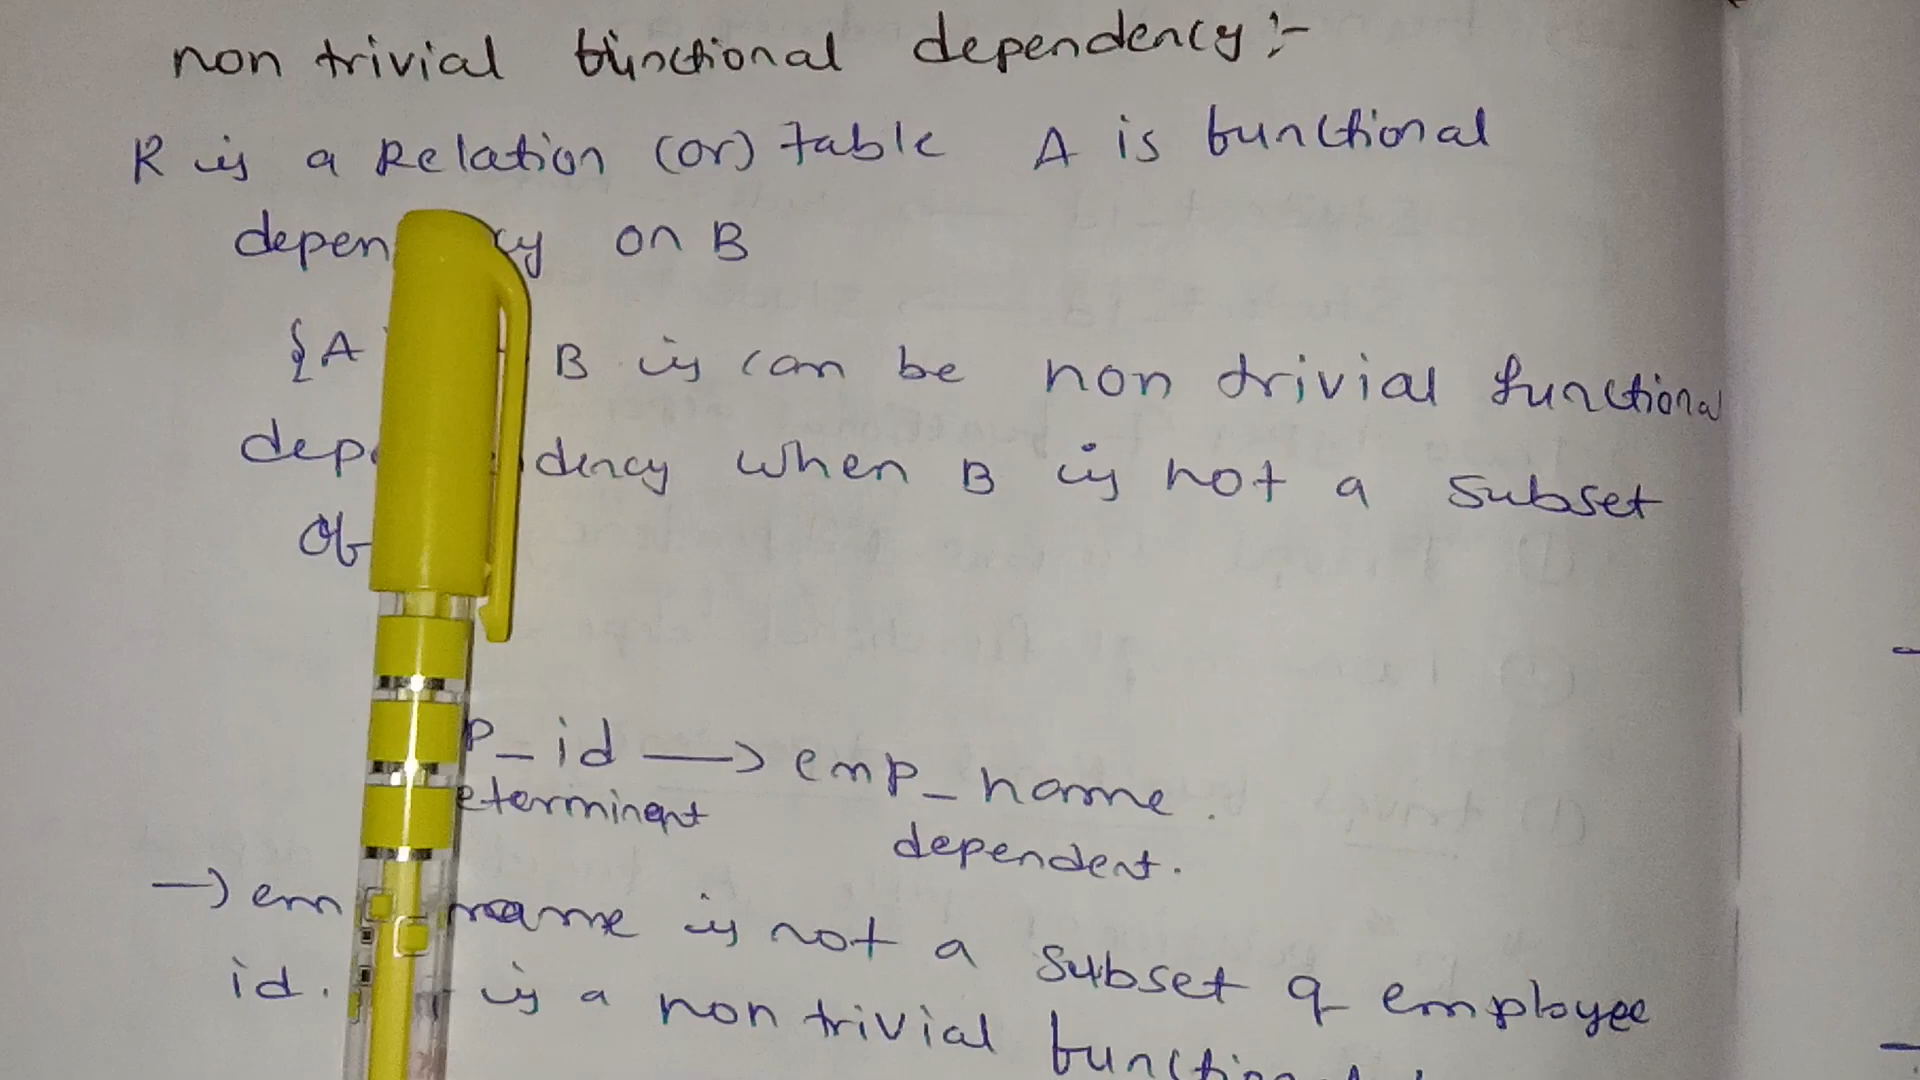 non trivial functional dependency :-
R is a Relation (or) table A is functional
depen cy on B
{A B is can be non trivial functional
dep dency when B is not a subset
of
P_id → emp_name.
eterminent
dependent.
→ em name is not a subset of employee
id. is a non trivial